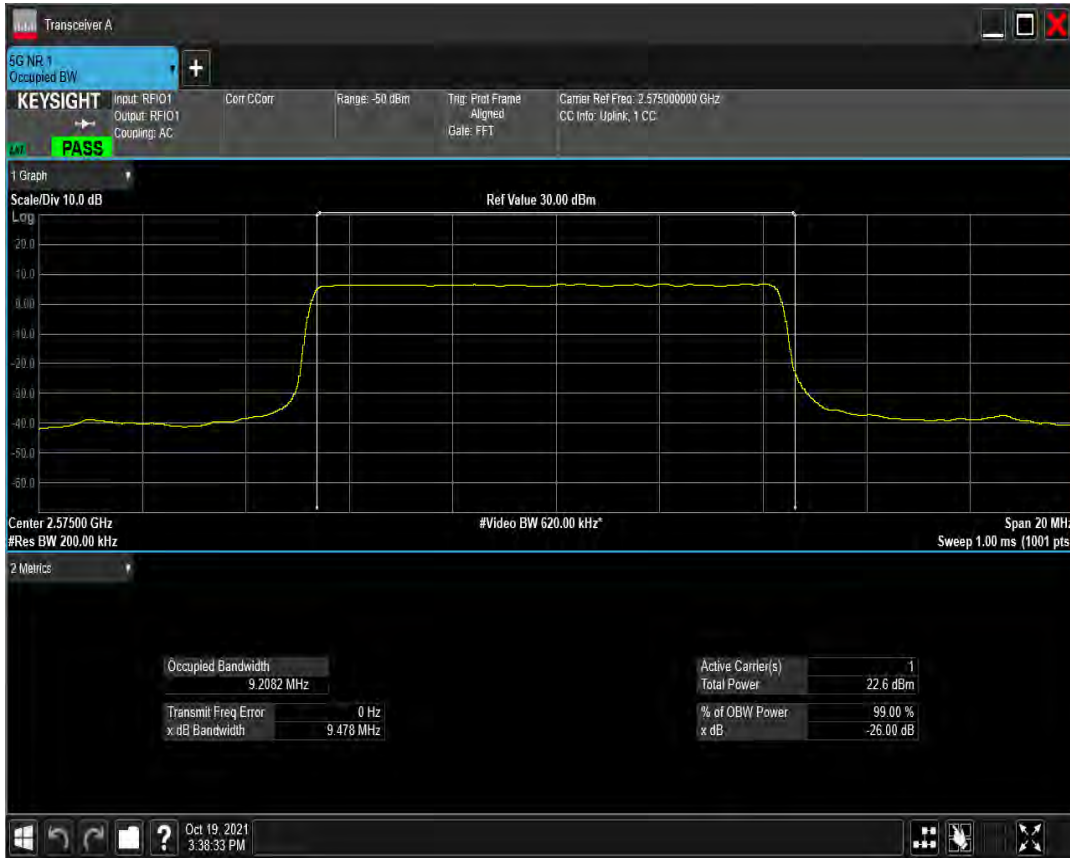 Transceiver A
5G NR 1
Occupied BW
+
KEYSIGHT
Input: RFIO1
Output: RFIO1
Coupling: AC
Corr CCorr
Range: -50 dBm
Trig: Prot Frame
Aligned
Gate: FFT
Carrier Ref Freq: 2.575000000 GHz
CC Info: Uplink, 1 CC
PASS
1 Graph
Scale/Div 10.0 dB
Ref Value 30.00 dBm
Log
20.0
10.0
0.00
-10.0
-20.0
-30.0
-40.0
-50.0
-60.0
Center 2.57500 GHz
#Video BW 620.00 kHz*
Span 20 MHz
#Res BW 200.00 kHz
Sweep 1.00 ms (1001 pts
2 Metrics
Occupied Bandwidth
9.2082 MHz
Transmit Freq Error 0 Hz
x dB Bandwidth 9.478 MHz
Active Carrier(s) 1
Total Power 22.6 dBm
% of OBW Power 99.00 %
x dB -26.00 dB
?
Oct 19, 2021
3:38:33 PM